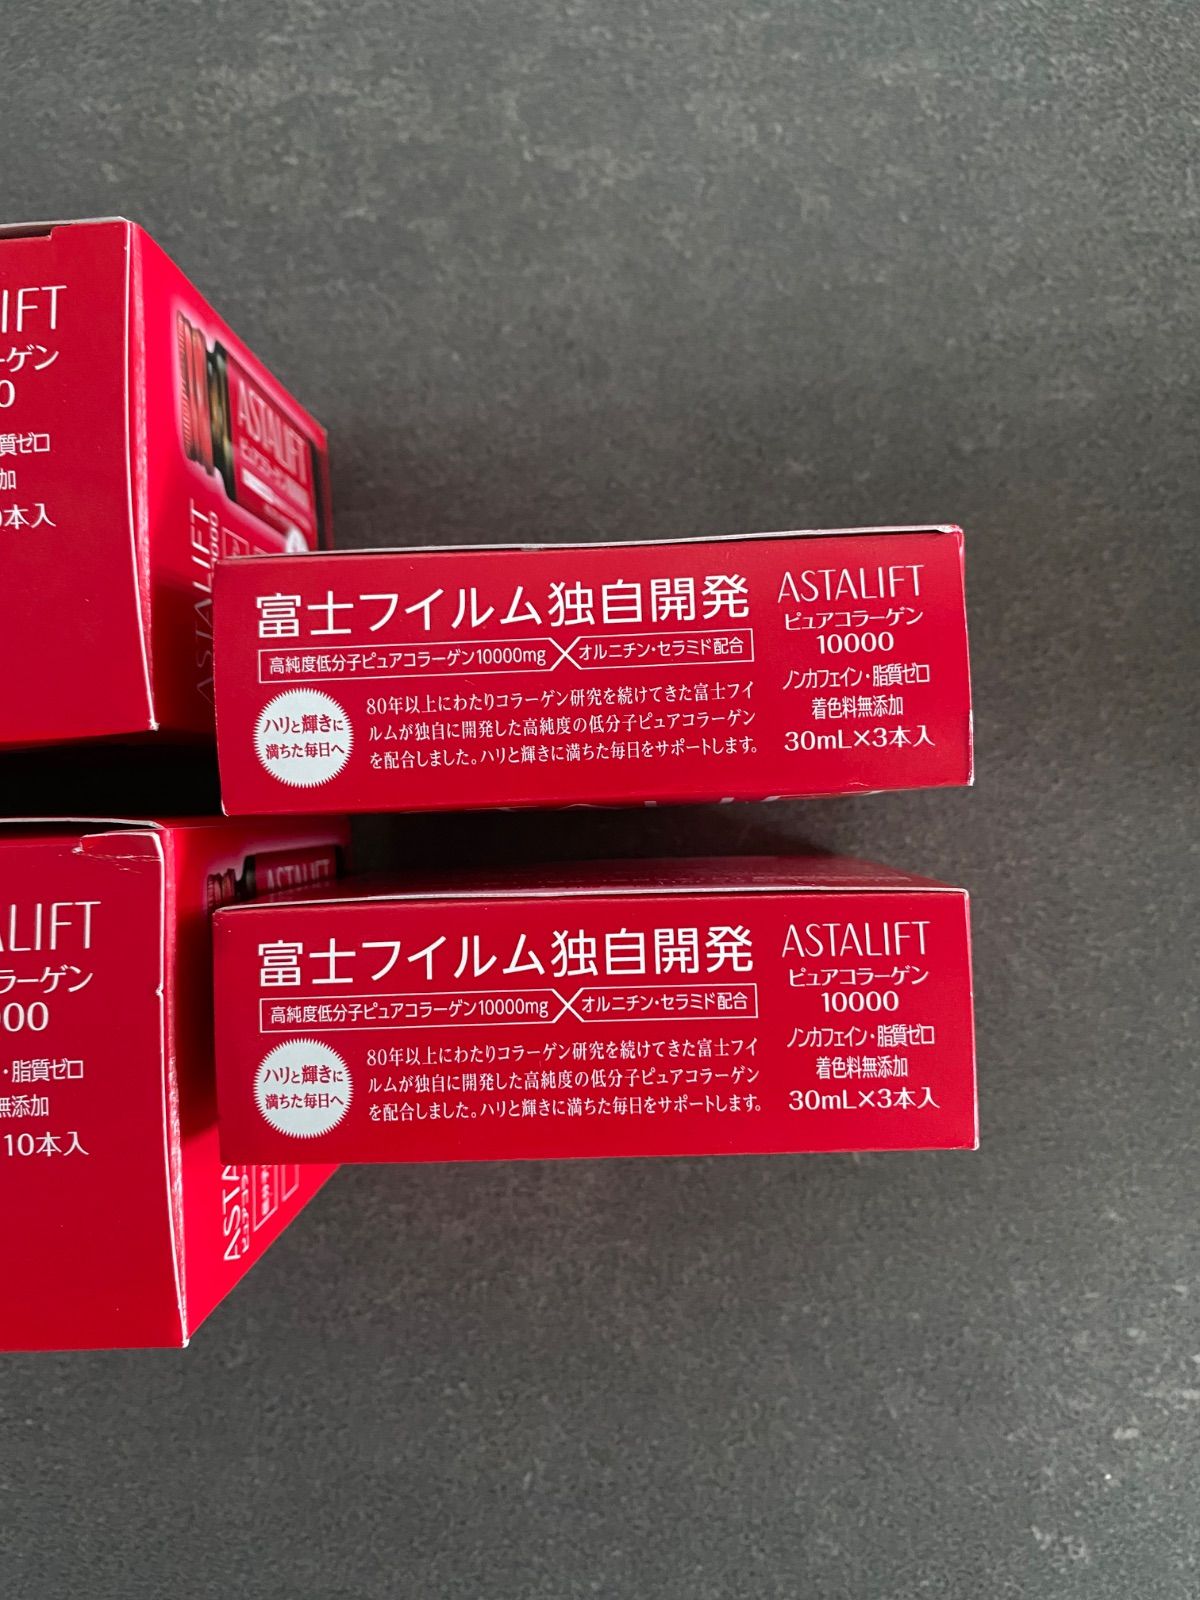 LIFT
ーゲン
0
質ゼロ
加
0本入
ASTALIFT
ピュアコラーゲン
ASTALIFT
富士フイルム独自開発
高純度低分子ピュアコラーゲン10000mg×オルニチン・セラミド配合
ハリと輝きに
満ちた毎日へ
80年以上にわたりコラーゲン研究を続けてきた富士フイ
ルムが独自に開発した高純度の低分子ピュアコラーゲン
を配合しました。ハリと輝きに満ちた毎日をサポートします。
ASTALIFT
ピュアコラーゲン
10000
ノンカフェイン・脂質ゼロ
着色料無添加
30mL×3本入
ALIFT
ラーゲン
000
・脂質ゼロ
無添加
10本入
ASTALIFT
富士フイルム独自開発
高純度低分子ピュアコラーゲン10000mg×オルニチン・セラミド配合
ハリと輝きに
満ちた毎日へ
80年以上にわたりコラーゲン研究を続けてきた富士フイ
ルムが独自に開発した高純度の低分子ピュアコラーゲン
を配合しました。ハリと輝きに満ちた毎日をサポートします。
ASTALIFT
ピュアコラーゲン
10000
ノンカフェイン・脂質ゼロ
着色料無添加
30mL×3本入
ASTA